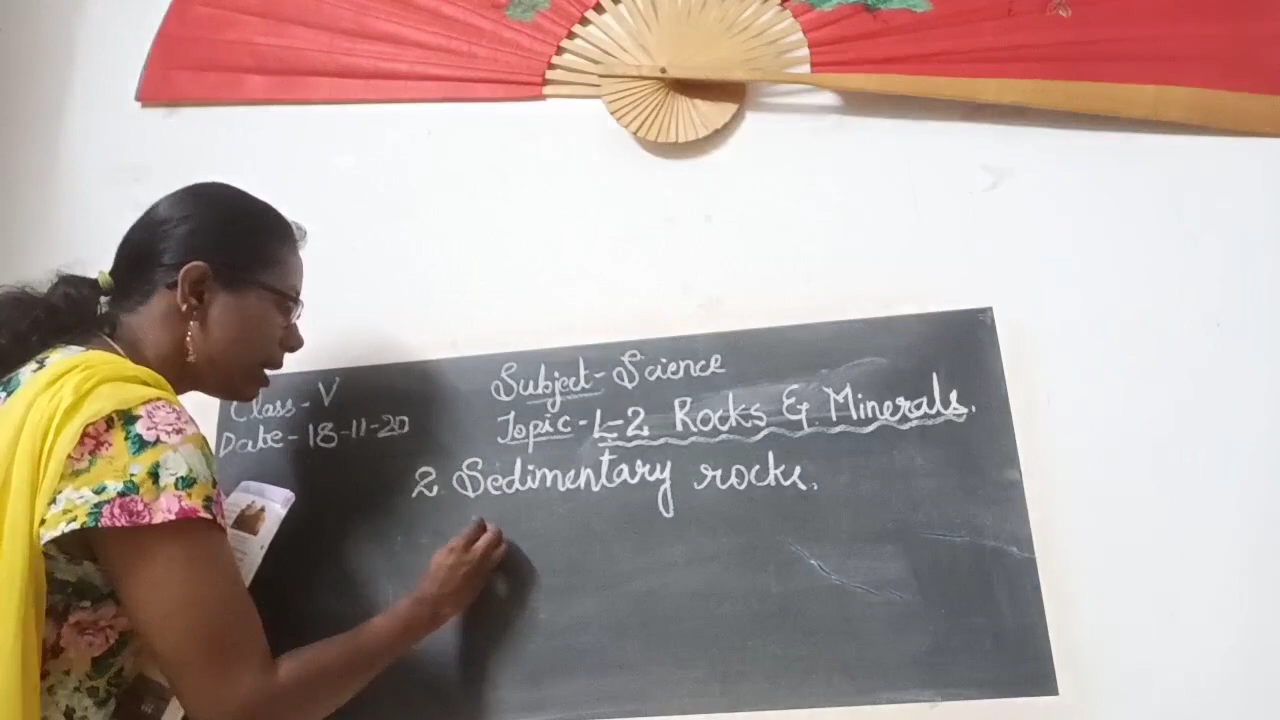 Class - V
Date - 18-11-20
Subject - Science
Topic - L-2 Rocks & Minerals.
2. Sedimentary rocks.